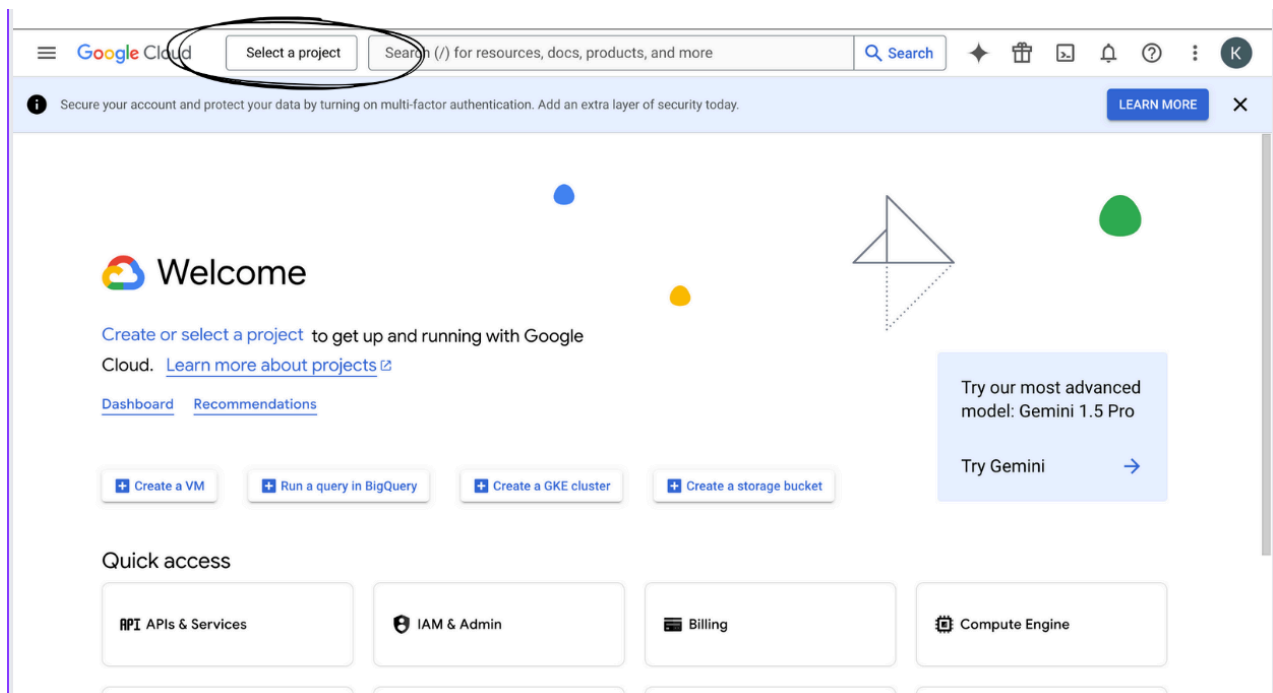 Google Cloud Select a project Search (/) for resources, docs, products, and more Search K
Secure your account and protect your data by turning on multi-factor authentication. Add an extra layer of security today. LEARN MORE
Welcome
Create or select a project to get up and running with Google
Cloud. Learn more about projects
Dashboard Recommendations
Try our most advanced
model: Gemini 1.5 Pro
Try Gemini
Create a VM Run a query in BigQuery Create a GKE cluster Create a storage bucket
Quick access
API APIs & Services IAM & Admin Billing Compute Engine